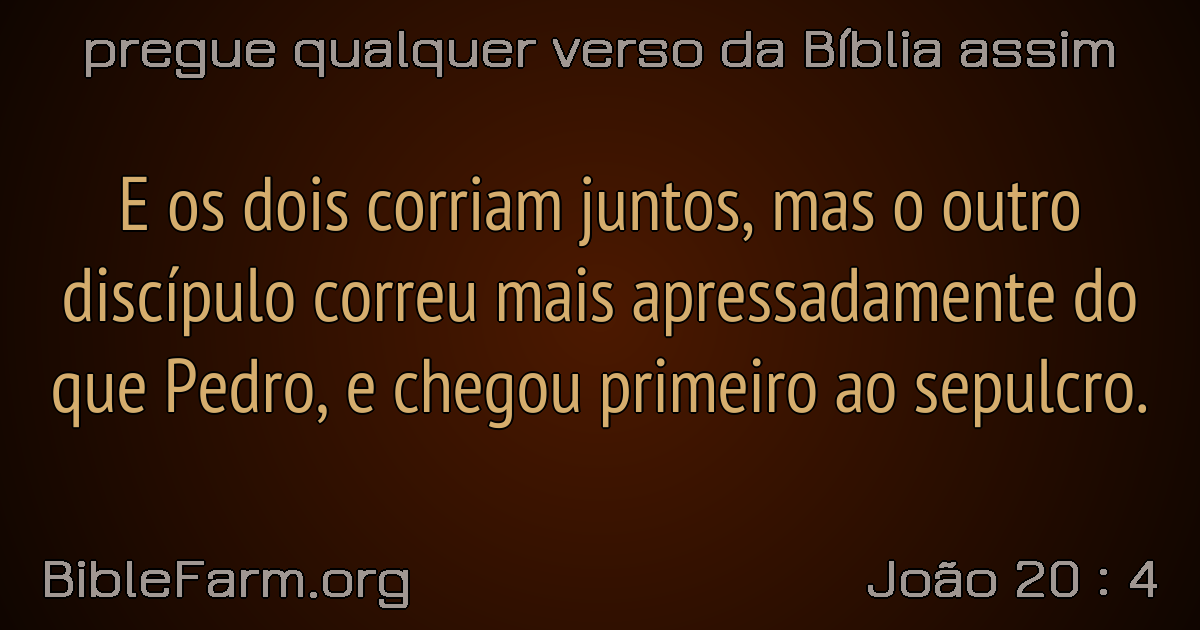 pregue qualquer verso da Bíblia assim
E os dois corriam juntos, mas o outro
discípulo correu mais apressadamente do
que Pedro, e chegou primeiro ao sepulcro.
BibleFarm.org
João 20 : 4